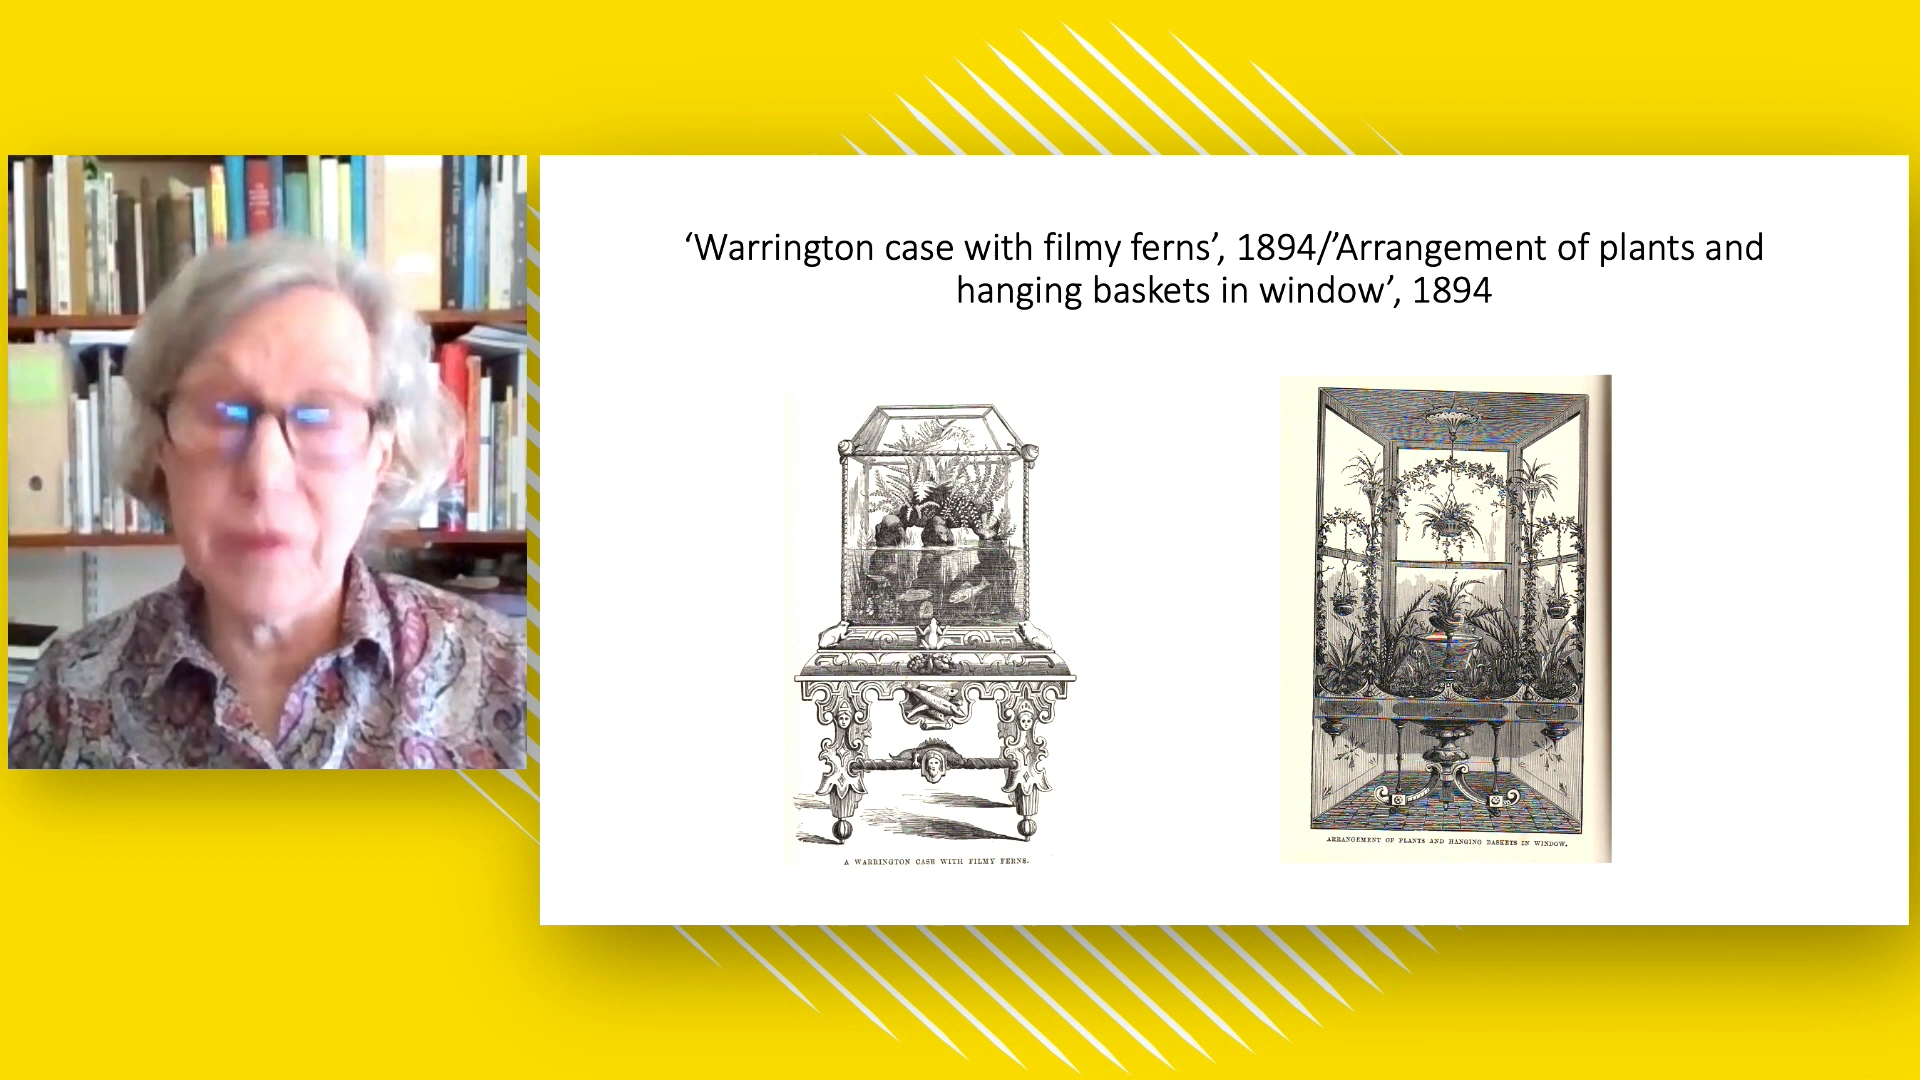 ‘Warrington case with filmy ferns’, 1894/’Arrangement of plants and
hanging baskets in window’, 1894
A WARRINGTON CASE WITH FILMY FERNS.
ARRANGEMENT OF PLANTS AND HANGING BASKETS IN WINDOW.